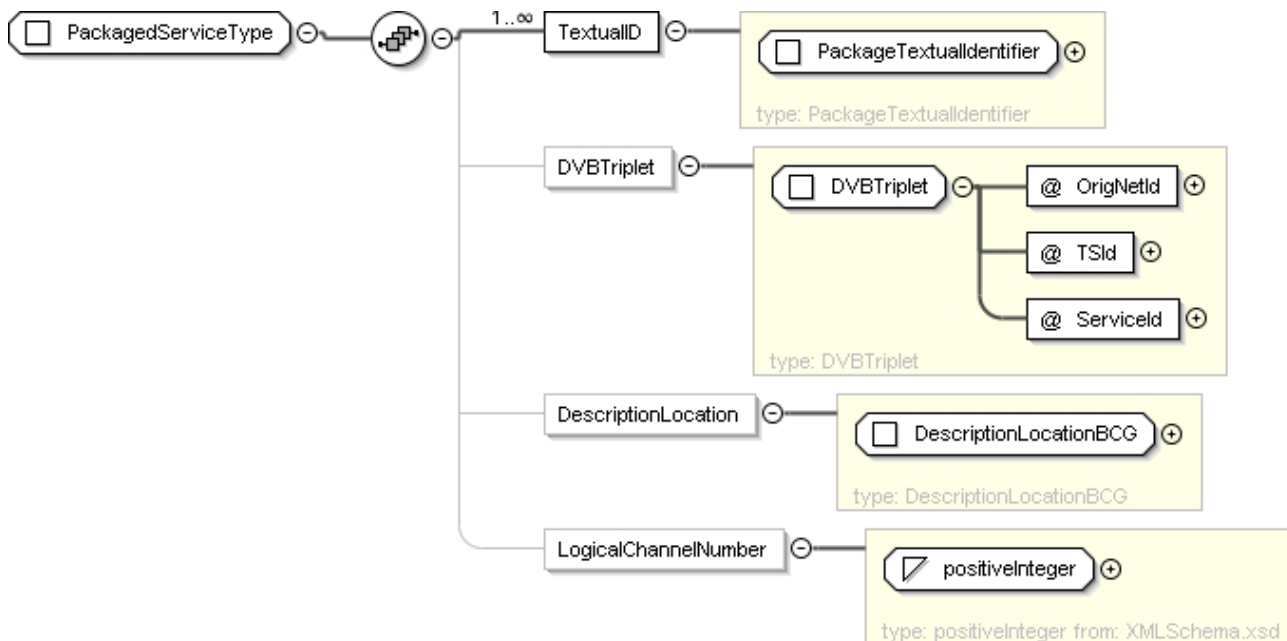 PackagedServiceType
1..∞
TextualID
PackageTextualIdentifier
type: PackageTextualIdentifier
DVBTriplet
DVBTriplet
@ OrigNetId
@ TSId
@ ServiceId
type: DVBTriplet
DescriptionLocation
DescriptionLocationBCG
type: DescriptionLocationBCG
LogicalChannelNumber
positiveInteger
type: positiveInteger from: XMLSchema.xsd